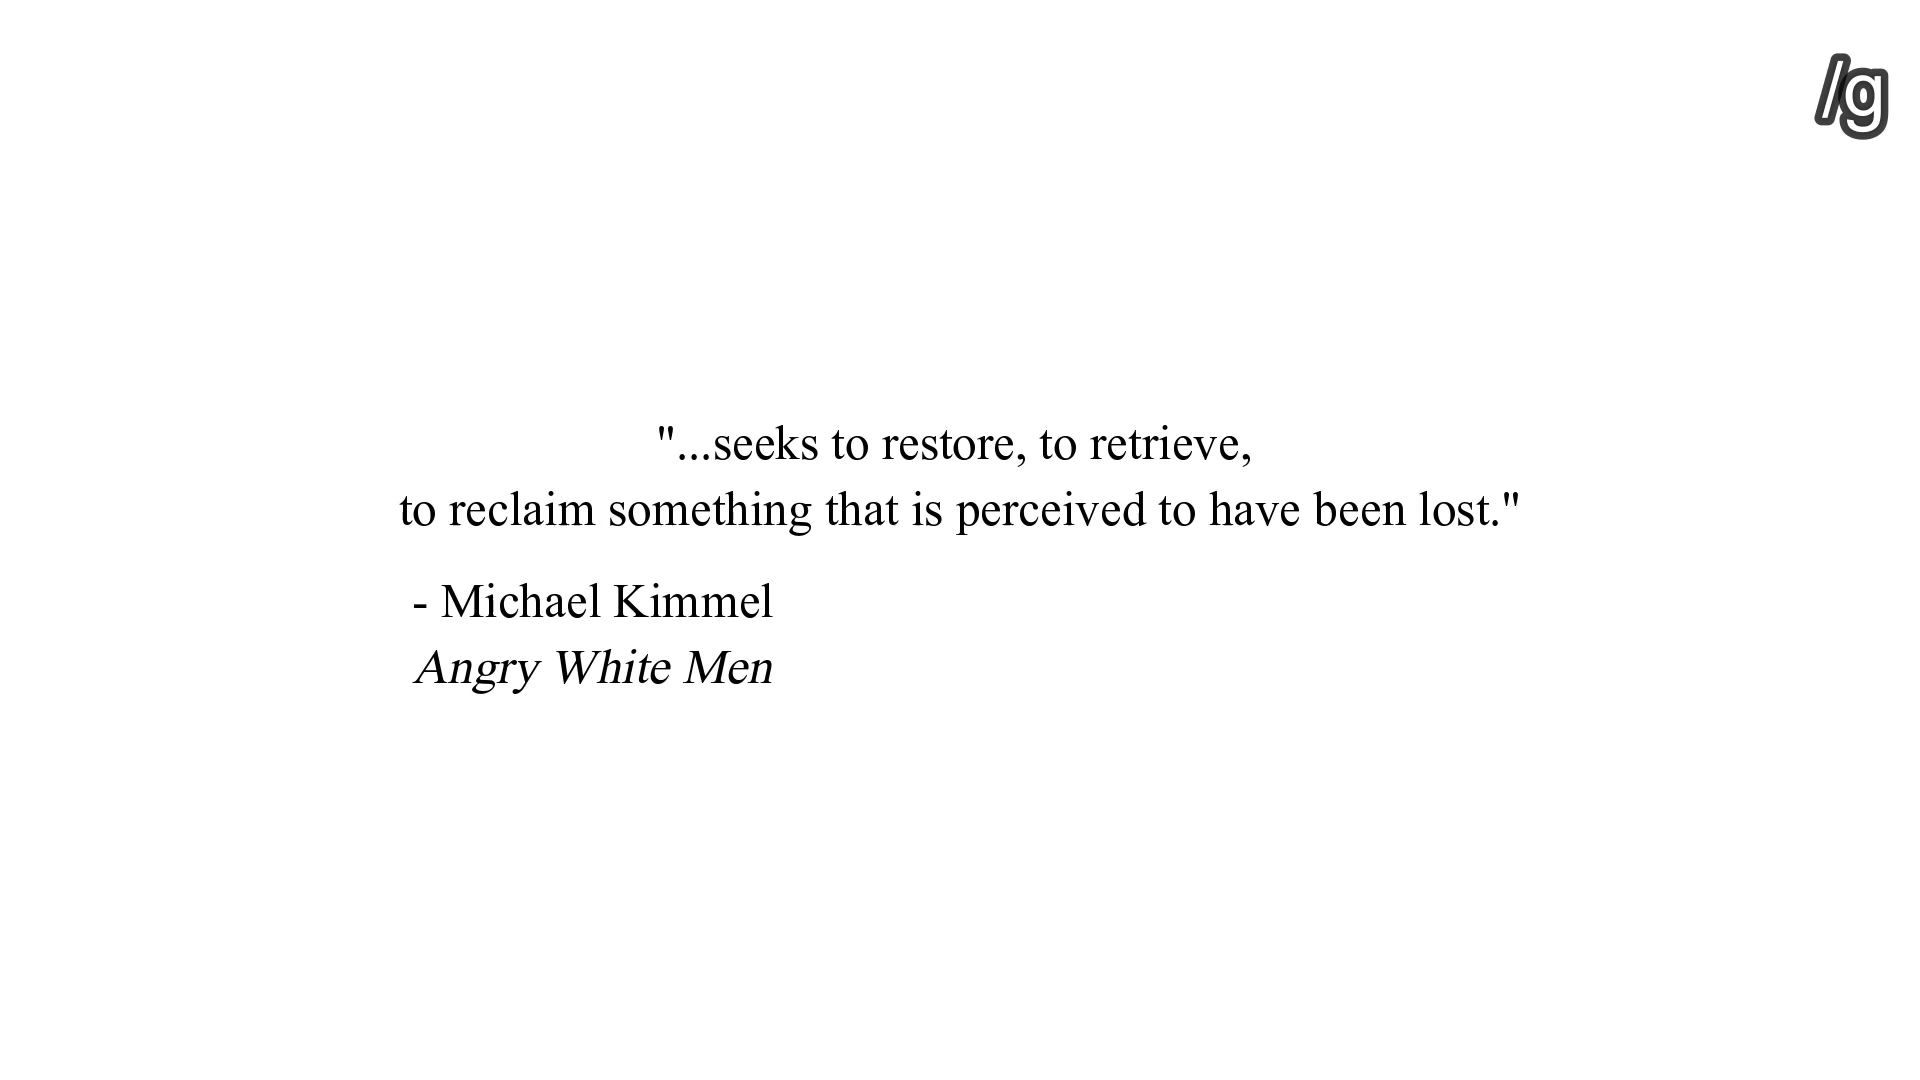 /g
"...seeks to restore, to retrieve,
to reclaim something that is perceived to have been lost."
- Michael Kimmel
Angry White Men